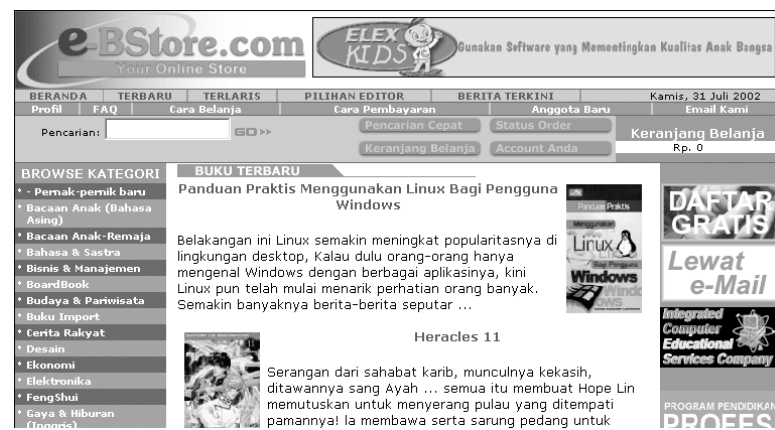 e-BStore.com
Your Online Store
ELEX
KIDS
Gunakan Software yang Mementingkan Kualitas Anak Bangsa
BERANDA TERBARU TERLARIS PILIHAN EDITOR BERITA TERKINI Kamis, 31 Juli 2002
Profil FAQ Cara Belanja Cara Pembayaran Anggota Baru Email Kami
Pencarian: GO >>
Pencarian Cepat Status Order
Keranjang Belanja Account Anda
Keranjang Belanja
Rp. 0
BROWSE KATEGORI
* - Pernak-pernik baru
* Bacaan Anak (Bahasa
Asing)
* Bacaan Anak-Remaja
* Bahasa & Sastra
* Bisnis & Manajemen
* BoardBook
* Budaya & Pariwisata
* Buku Import
* Cerita Rakyat
* Desain
* Ekonomi
* Elektronika
* FengShui
* Gaya & Hiburan
(Inggris)
BUKU TERBARU
Panduan Praktis Menggunakan Linux Bagi Pengguna
Windows
Belakangan ini Linux semakin meningkat popularitasnya di
lingkungan desktop, Kalau dulu orang-orang hanya
mengenal Windows dengan berbagai aplikasinya, kini
Linux pun telah mulai menarik perhatian orang banyak.
Semakin banyaknya berita-berita seputar ...
Panduan Praktis
Menggunakan
Linux
Bagi Pengguna
Windows
Heracles 11
Serangan dari sahabat karib, munculnya kekasih,
ditawannya sang Ayah ... semua itu membuat Hope Lin
memutuskan untuk menyerang pulau yang ditempati
pamannya! Ia membawa serta sarung pedang untuk
DAFTAR
GRATIS
Lewat
e-Mail
Integrated
Computer
Educational
Services Company
PROGRAM PENDIDIKAN
PROFES